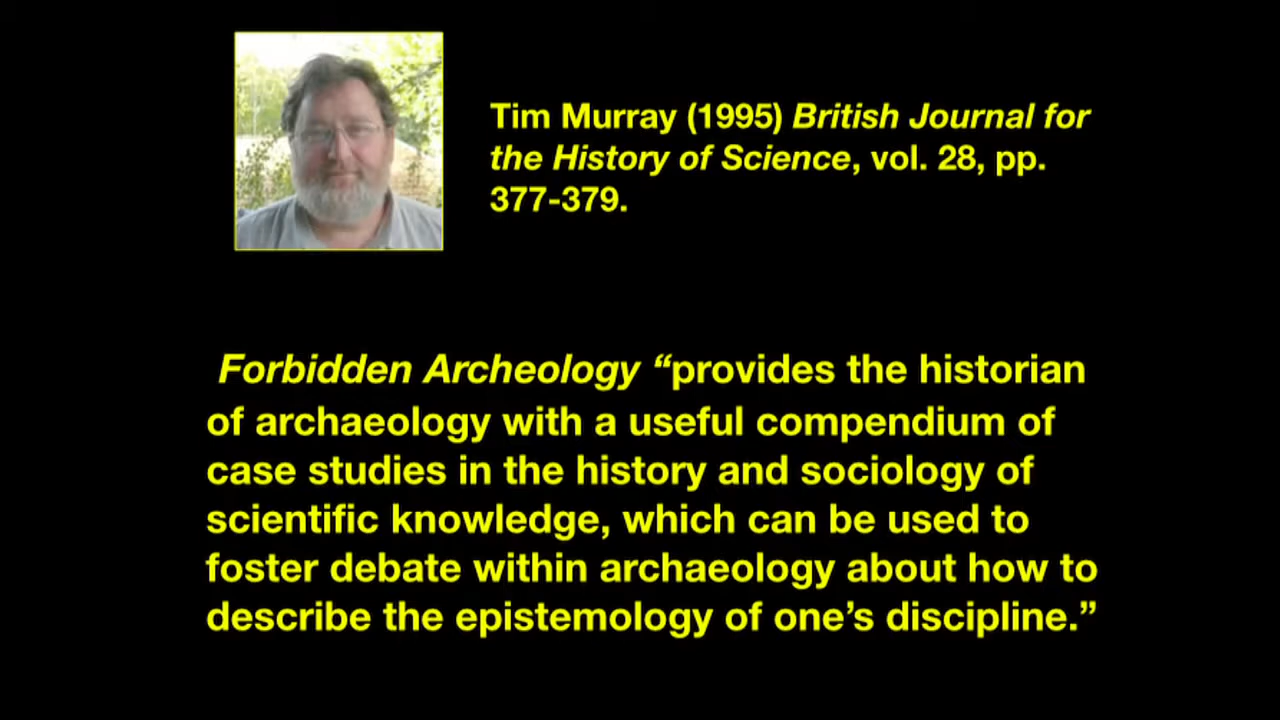 Tim Murray (1995) British Journal for
the History of Science, vol. 28, pp.
377-379.
Forbidden Archeology “provides the historian
of archaeology with a useful compendium of
case studies in the history and sociology of
scientific knowledge, which can be used to
foster debate within archaeology about how to
describe the epistemology of one’s discipline.”